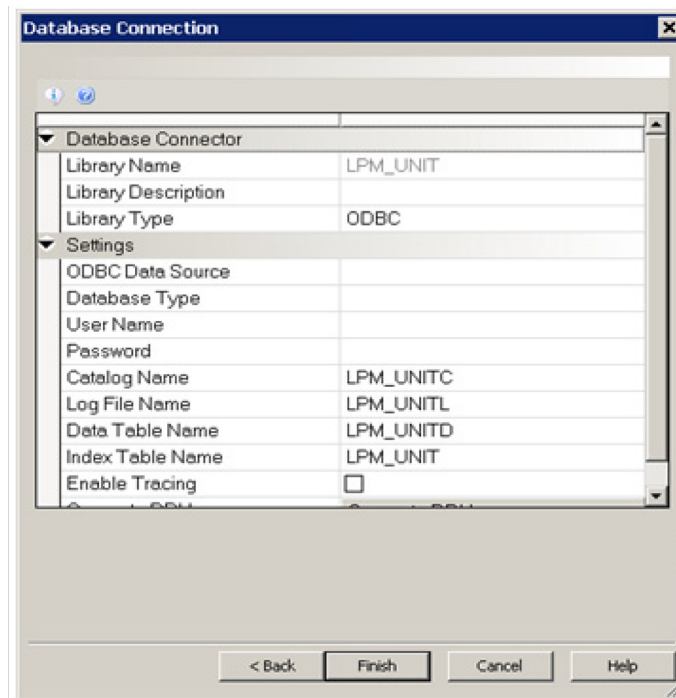 Database Connection
Database Connector
Library Name LPM_UNIT
Library Description
Library Type ODBC
Settings
ODBC Data Source
Database Type
User Name
Password
Catalog Name LPM_UNITC
Log File Name LPM_UNITL
Data Table Name LPM_UNITD
Index Table Name LPM_UNIT
Enable Tracing
< Back Finish Cancel Help